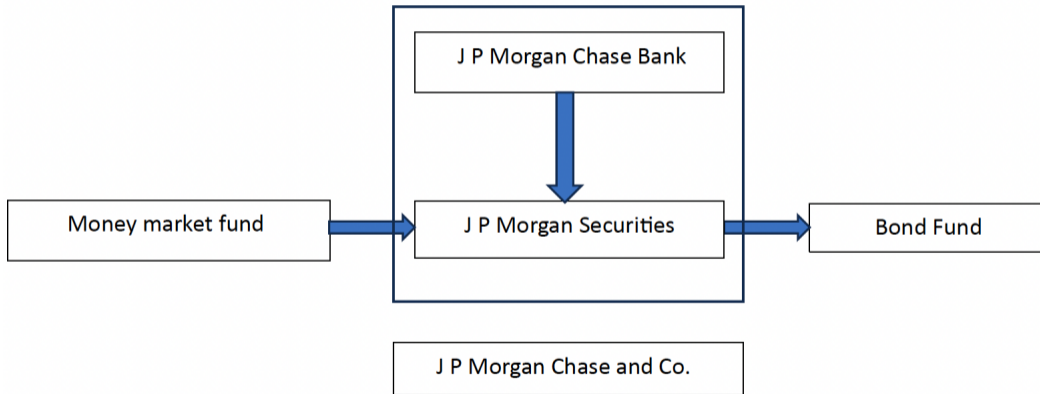 J P Morgan Chase Bank
Money market fund
J P Morgan Securities
Bond Fund
J P Morgan Chase and Co.